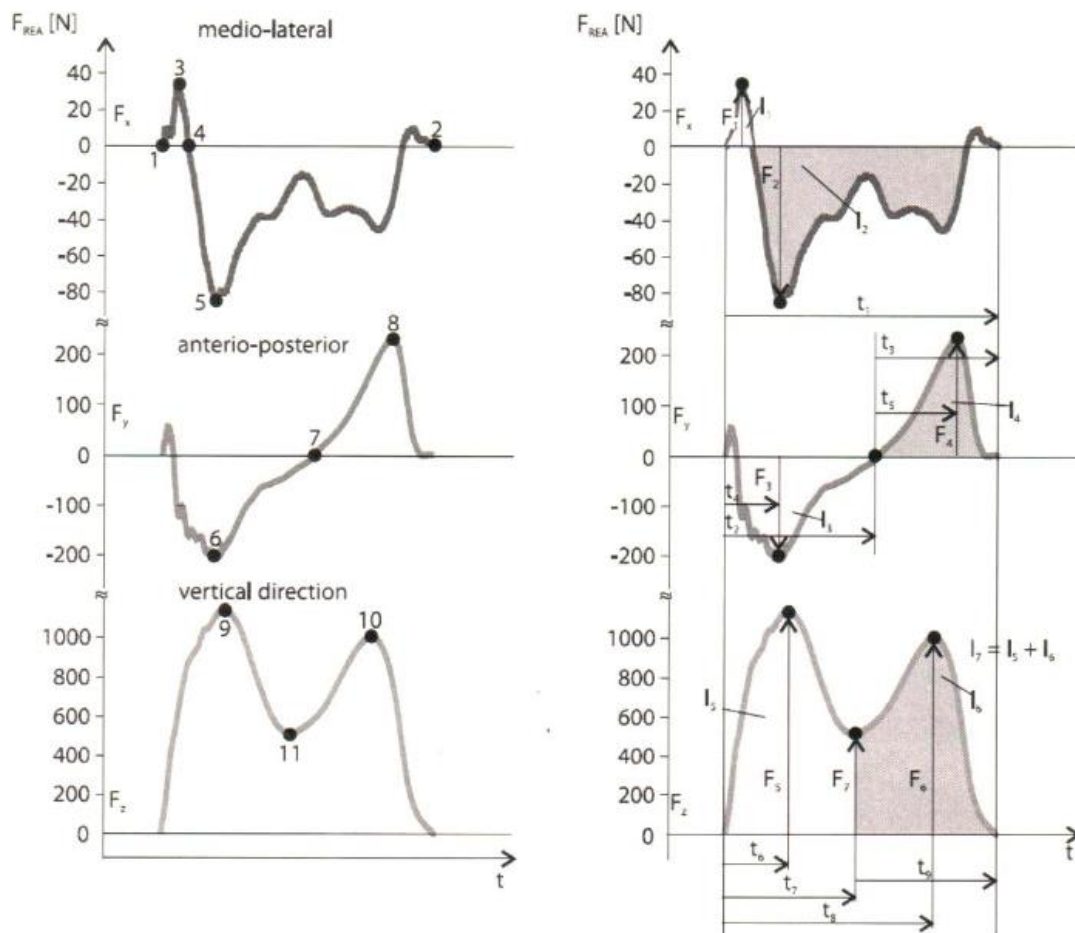 F_REA [N]
medio-lateral
3
40
20
F_x
4
2
0
1
-20
-40
-60
-80
5
≈
8
200
anterio-posterior
100
F_y
7
0
-100
-200
6
≈
vertical direction
10
1000
9
800
600
400
11
200
F_z
0
t
F_REA [N]
40
20
F_x
F_1
I_1
0
-20
F_2
-40
I_2
-60
-80
t_1
≈
200
t_3
100
t_5
F_y
I_4
F_4
0
F_3
t_4
-100
t_2
I_3
-200
≈
1000
I_7 = I_5 + I_6
800
I_5
I_6
600
400
F_5
F_7
F_6
200
F_z
0
t
t_6
t_9
t_7
t_8